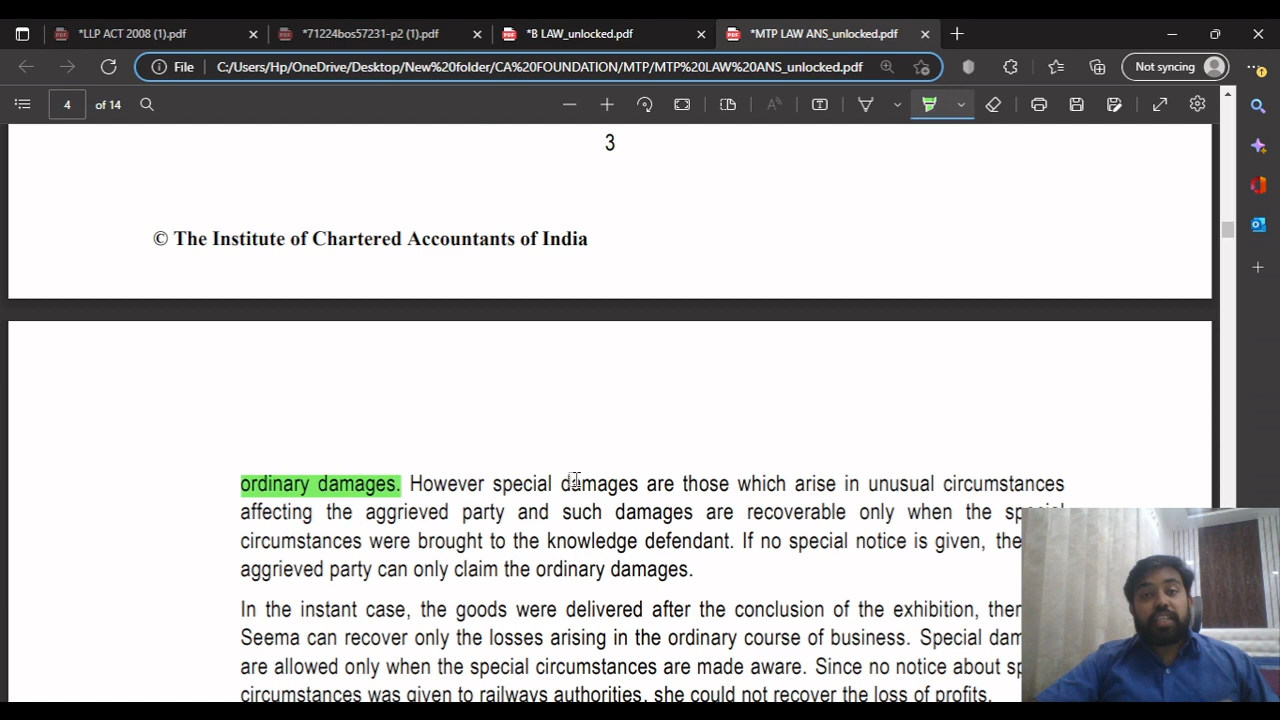 *LLP ACT 2008 (1).pdf
*71224bos57231-p2 (1).pdf
*B LAW_unlocked.pdf
*MTP LAW ANS_unlocked.pdf
File
C:/Users/Hp/OneDrive/Desktop/New%20folder/CA%20FOUNDATION/MTP/MTP%20LAW%20ANS_unlocked.pdf
Not syncing
4 of 14
3
© The Institute of Chartered Accountants of India
ordinary damages. However special damages are those which arise in unusual circumstances
affecting the aggrieved party and such damages are recoverable only when the special
circumstances were brought to the knowledge defendant. If no special notice is given, the
aggrieved party can only claim the ordinary damages.
In the instant case, the goods were delivered after the conclusion of the exhibition,
Seema can recover only the losses arising in the ordinary course of business. Special
are allowed only when the special circumstances are made aware. Since no notice about
circumstances was given to railways authorities, she could not recover the loss of profits.